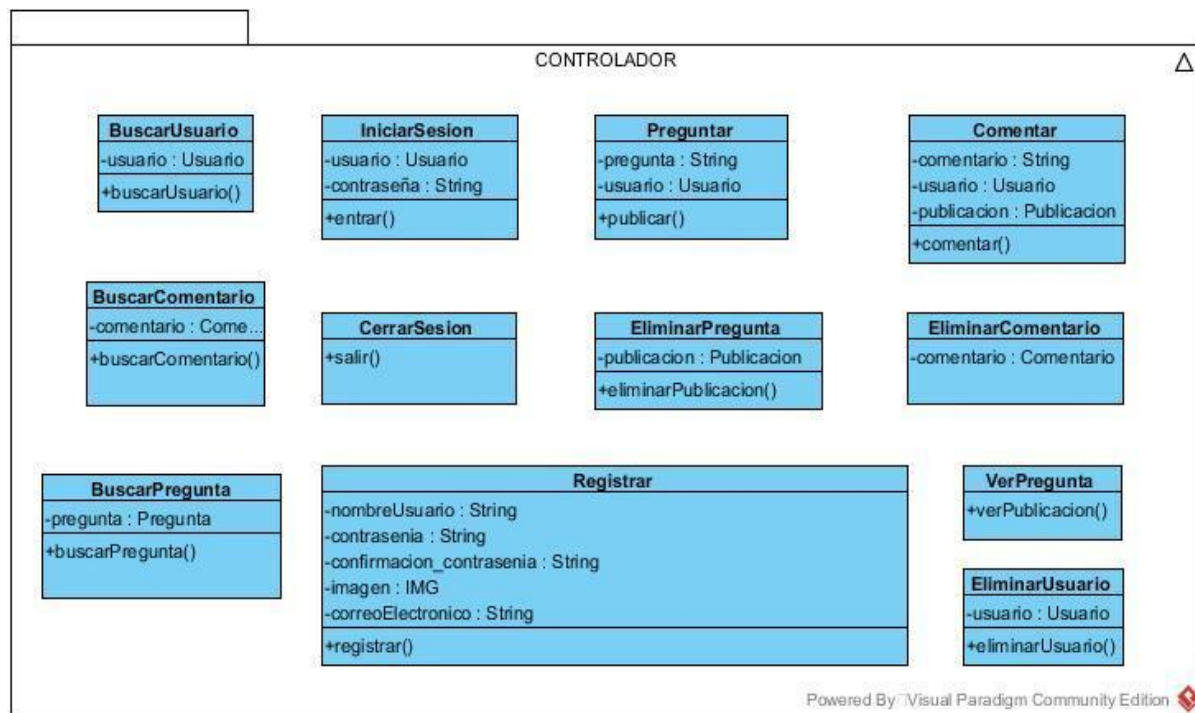 CONTROLADOR
BuscarUsuario
-usuario : Usuario
+buscarUsuario()
IniciarSesion
-usuario : Usuario
-contraseña : String
+entrar()
Preguntar
-pregunta : String
-usuario : Usuario
+publicar()
Comentar
-comentario : String
-usuario : Usuario
-publicacion : Publicacion
+comentar()
BuscarComentario
-comentario : Come...
+buscarComentario()
CerrarSesion
+salir()
EliminarPregunta
-publicacion : Publicacion
+eliminarPublicacion()
EliminarComentario
-comentario : Comentario
BuscarPregunta
-pregunta : Pregunta
+buscarPregunta()
Registrar
-nombreUsuario : String
-contrasenia : String
-confirmacion_contrasenia : String
-imagen : IMG
-correoElectronico : String
+registrar()
VerPregunta
+verPublicacion()
EliminarUsuario
-usuario : Usuario
+eliminarUsuario()
Powered By Visual Paradigm Community Edition